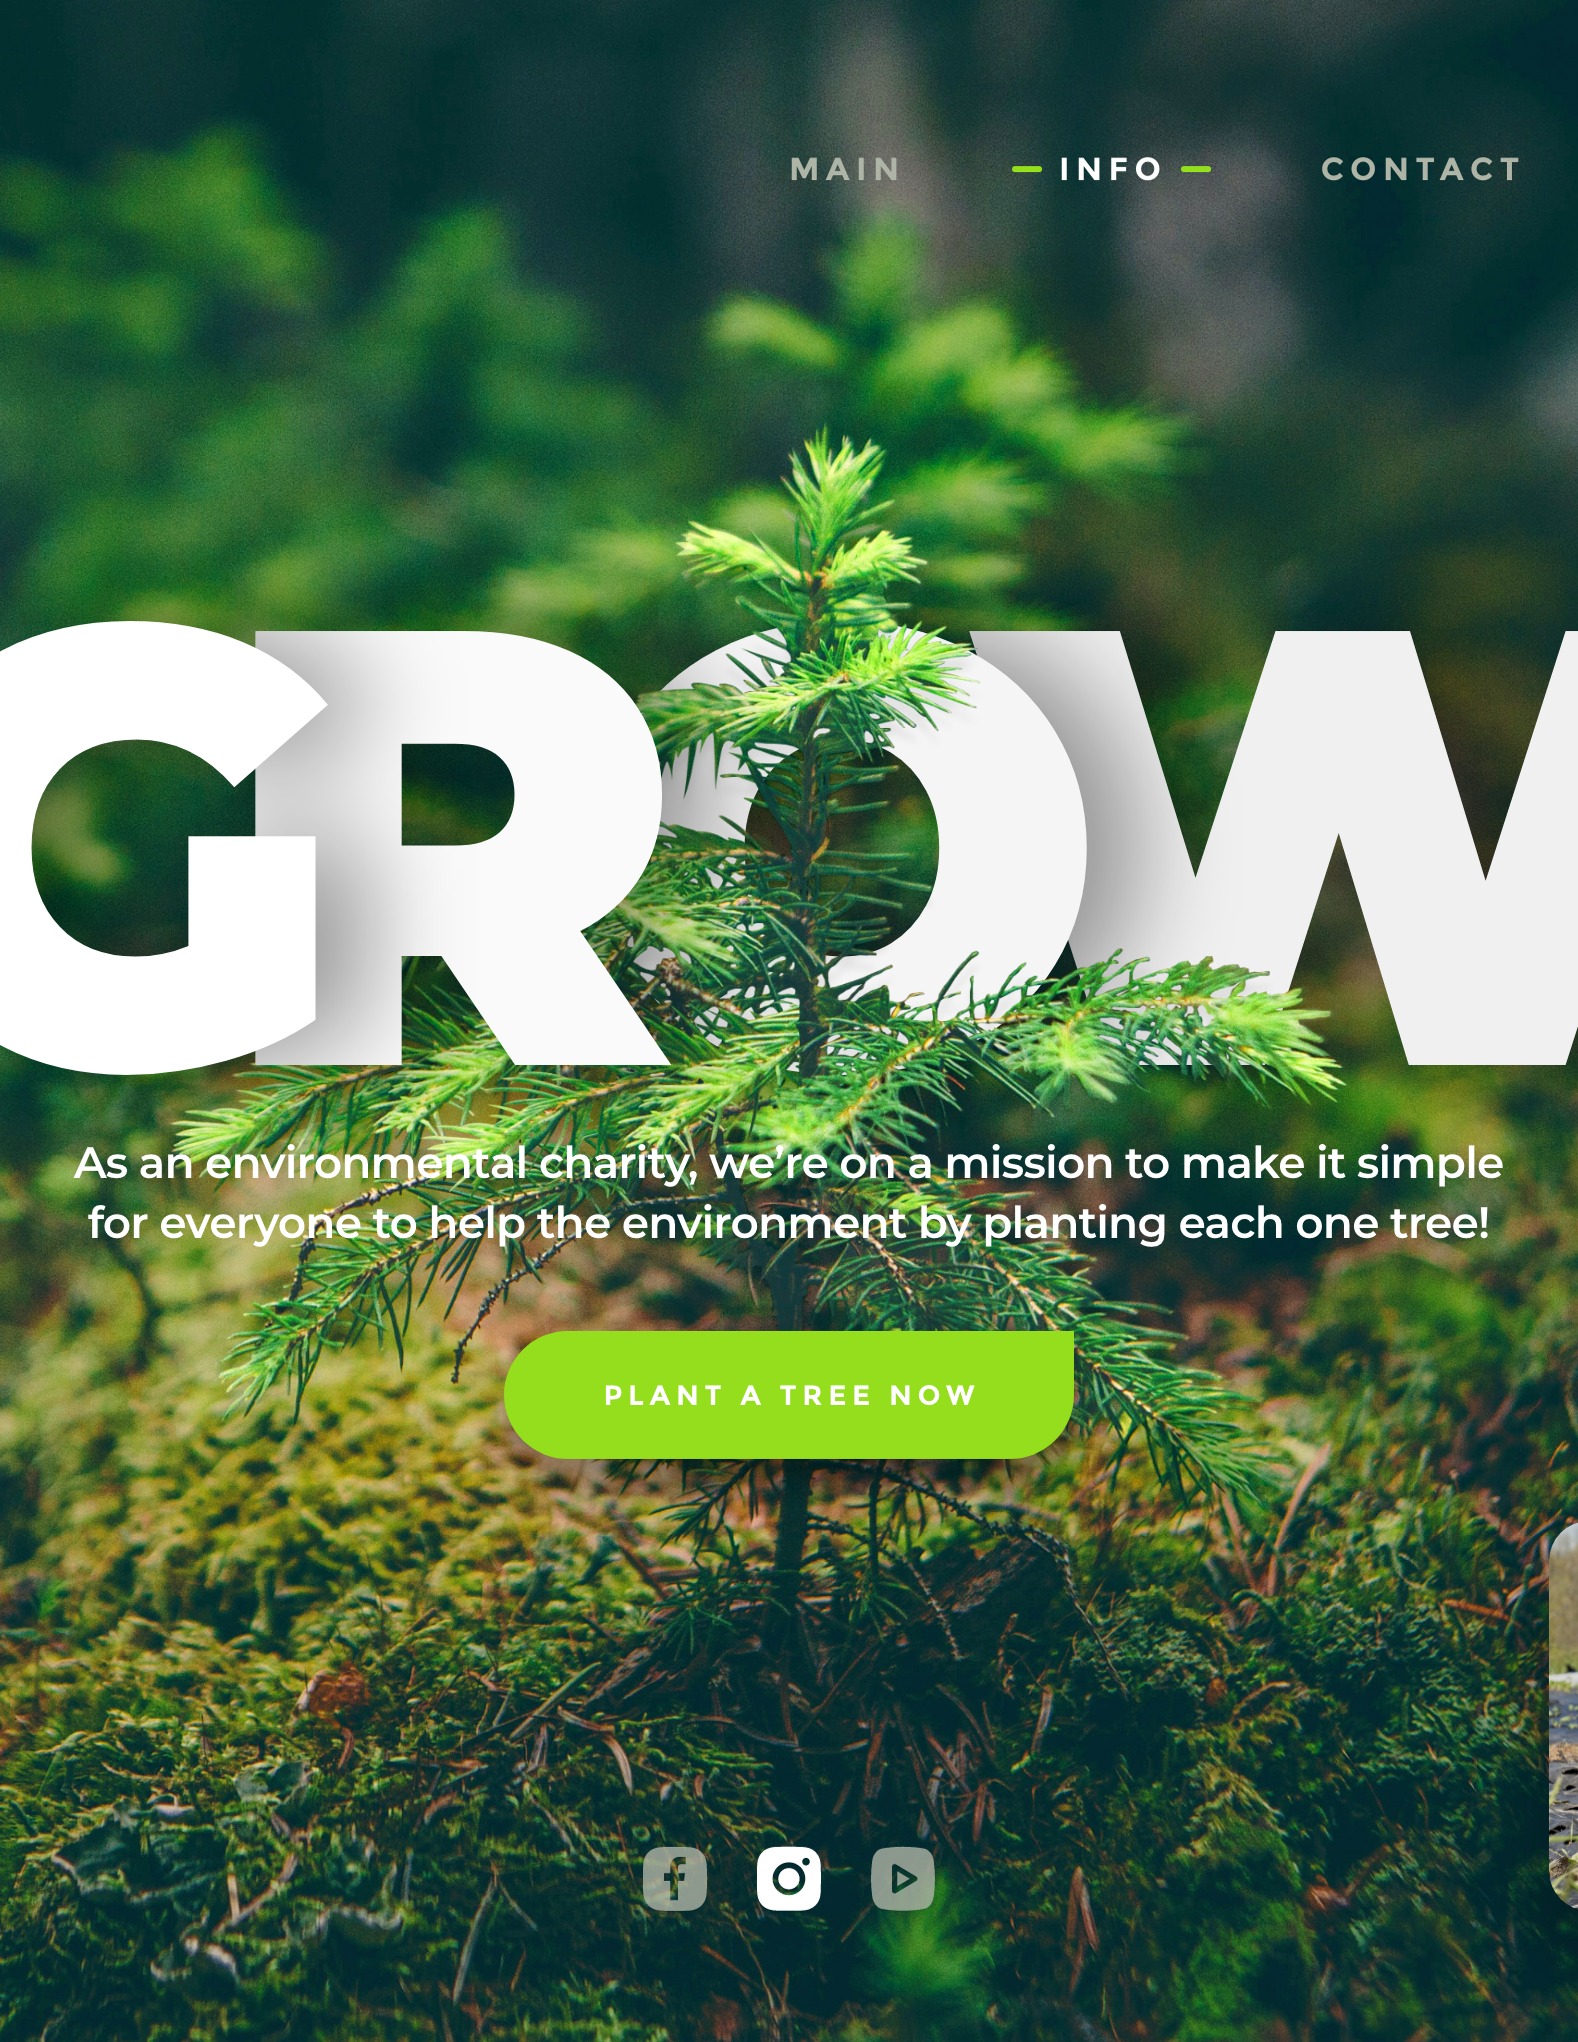 MAIN INFO CONTACT
GROW
As an environmental charity, we’re on a mission to make it simple
for everyone to help the environment by planting each one tree!
PLANT A TREE NOW